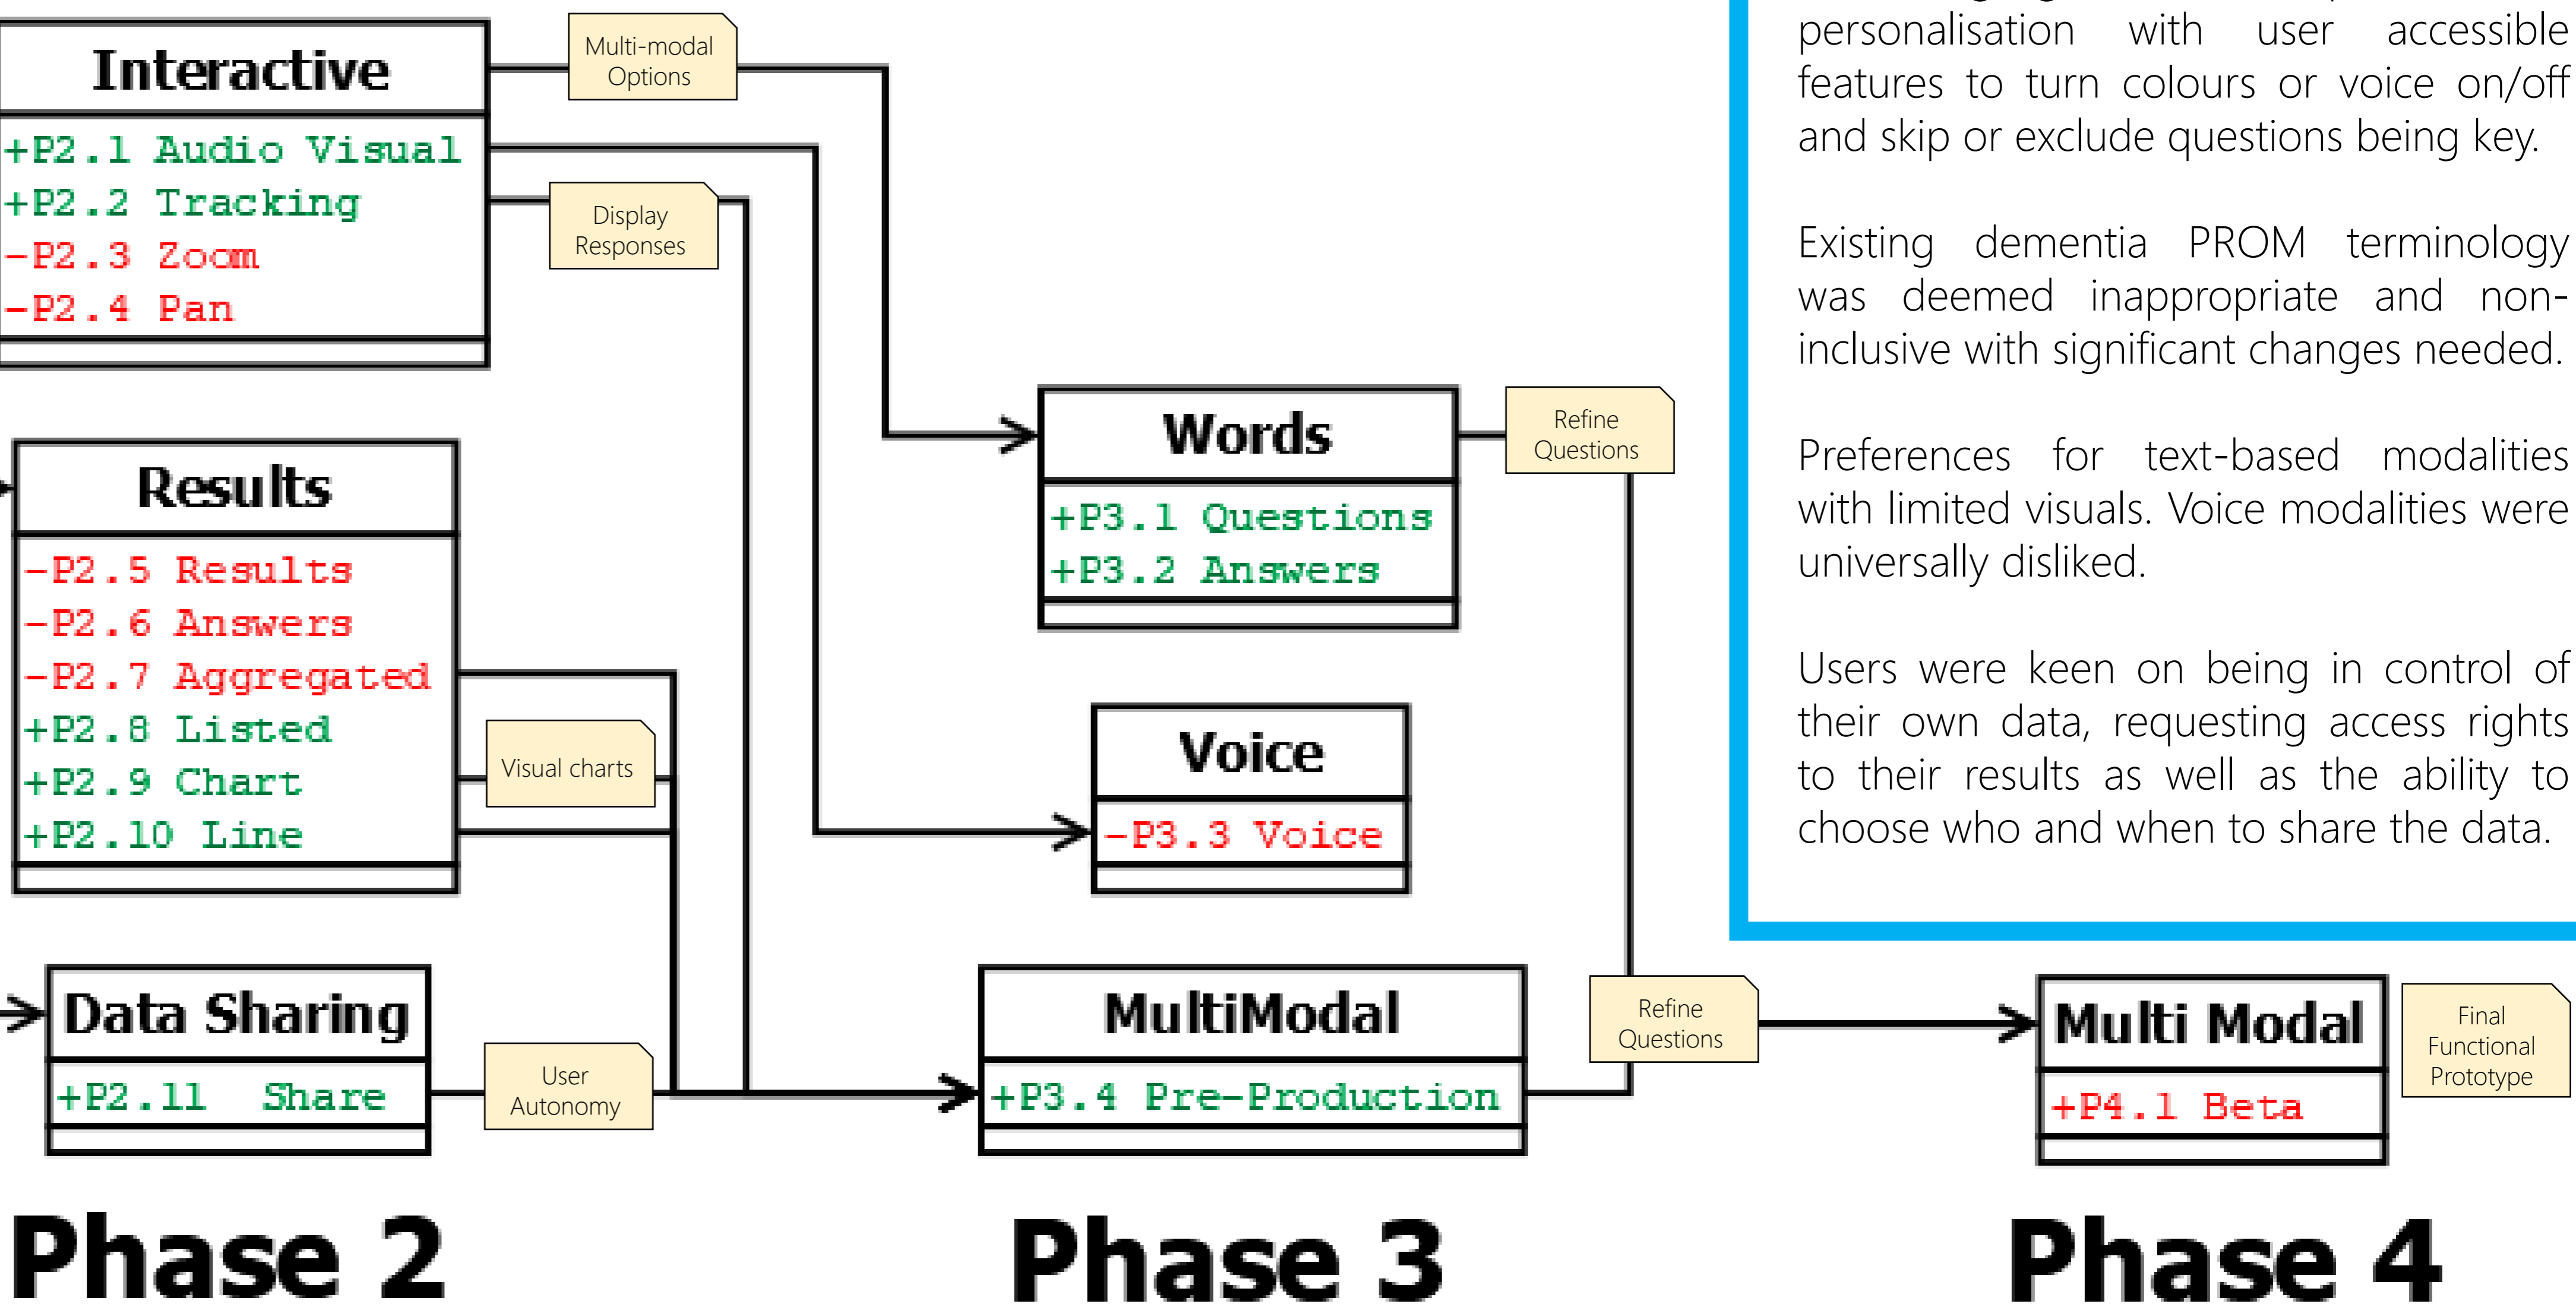 Interactive
+P2.1 Audio Visual
+P2.2 Tracking
-P2.3 Zoom
-P2.4 Pan
Multi-modal
Options
Display
Responses
Results
-P2.5 Results
-P2.6 Answers
-P2.7 Aggregated
+P2.8 Listed
+P2.9 Chart
+P2.10 Line
Visual charts
Data Sharing
+P2.11 Share
User
Autonomy
Phase 2
Words
+P3.1 Questions
+P3.2 Answers
Refine
Questions
Voice
-P3.3 Voice
MultiModal
+P3.4 Pre-Production
Refine
Questions
Phase 3
personalisation with user accessible
features to turn colours or voice on/off
and skip or exclude questions being key.
Existing dementia PROM terminology
was deemed inappropriate and non-
inclusive with significant changes needed.
Preferences for text-based modalities
with limited visuals. Voice modalities were
universally disliked.
Users were keen on being in control of
their own data, requesting access rights
to their results as well as the ability to
choose who and when to share the data.
Multi Modal
+P4.1 Beta
Final
Functional
Prototype
Phase 4